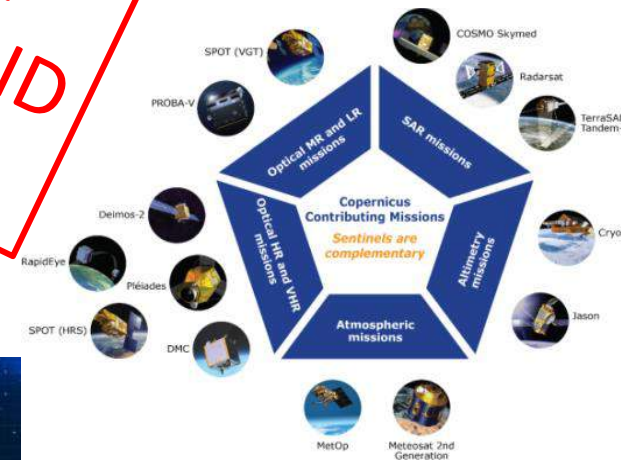 COSMO Skymed
SPOT (VGT)
Radarsat
PROBA-V
Optical MR and LR
missions
SAR missions
Deimos-2
Copernicus
Contributing Missions
Sentinels are
complementary
Optical HR and VHR
missions
Altimetry
missions
RapidEye
Pléiades
SPOT (HRS)
Jason
DMC
Atmospheric
missions
MetOp
Meteosat 2nd
Generation